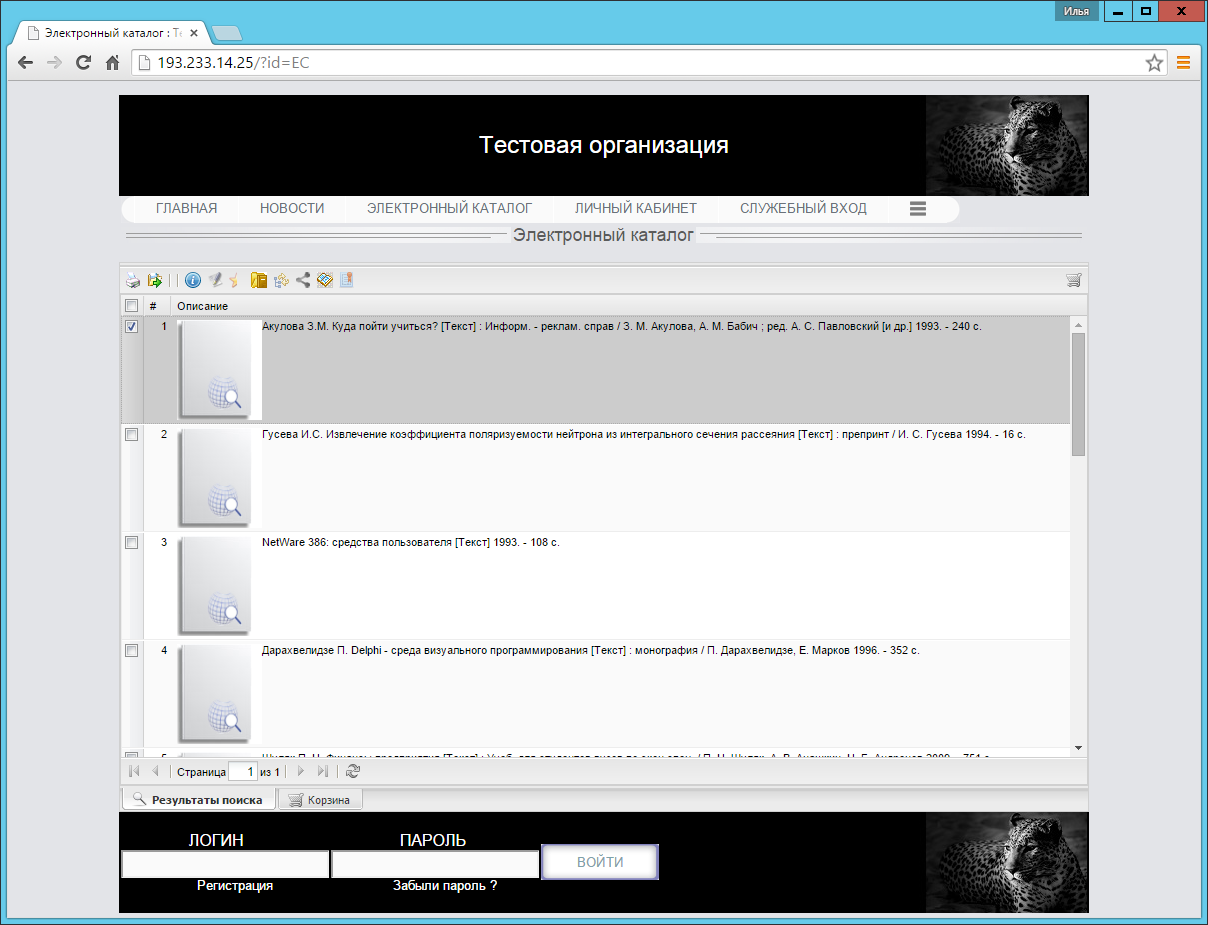 Илья
Электронный каталог : Те
193.233.14.25/?id=EC
Тестовая организация
ГЛАВНАЯ НОВОСТИ ЭЛЕКТРОННЫЙ КАТАЛОГ ЛИЧНЫЙ КАБИНЕТ СЛУЖЕБНЫЙ ВХОД
Электронный каталог
# Описание
1 Акулова З.М. Куда пойти учиться? [Текст] : Информ. - реклам. справ / З. М. Акулова, А. М. Бабич ; ред. А. С. Павловский [и др.] 1993. - 240 с.
2 Гусева И.С. Извлечение коэффициента поляризуемости нейтрона из интегрального сечения рассеяния [Текст] : препринт / И. С. Гусева 1994. - 16 с.
3 NetWare 386: средства пользователя [Текст] 1993. - 108 с.
4 Дарахвелидзе П. Delphi - среда визуального программирования [Текст] : монография / П. Дарахвелидзе, Е. Марков 1996. - 352 с.
Страница 1 из 1
Результаты поиска Корзина
ЛОГИН ПАРОЛЬ
ВОЙТИ
Регистрация Забыли пароль ?